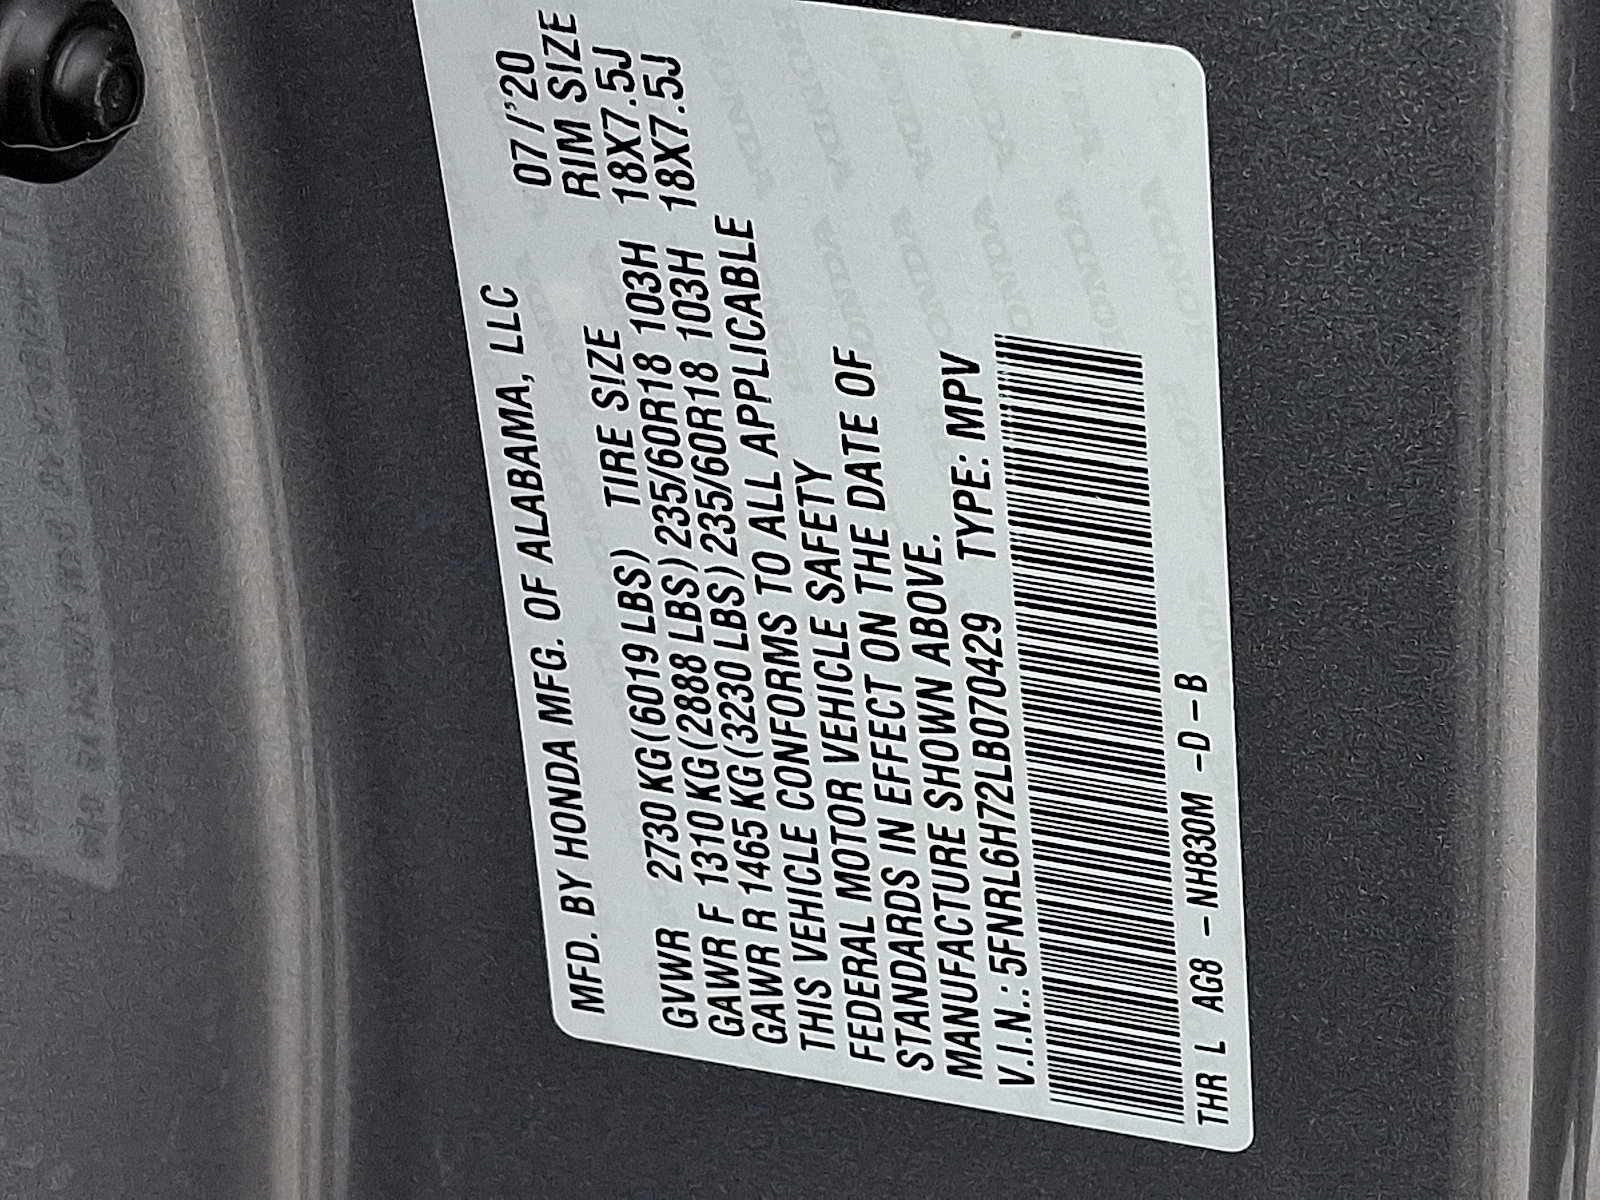 MFD. BY HONDA MFG. OF ALABAMA, LLC 07/'20
TIRE SIZE RIM SIZE
GVWR 2730 KG(6019 LBS)
GAWR F 1310 KG(2888 LBS) 235/60R18 103H 18X7.5J
GAWR R 1465 KG(3230 LBS) 235/60R18 103H 18X7.5J
THIS VEHICLE CONFORMS TO ALL APPLICABLE
FEDERAL MOTOR VEHICLE SAFETY
STANDARDS IN EFFECT ON THE DATE OF
MANUFACTURE SHOWN ABOVE.
V.I.N.: 5FNRL6H72LB070429 TYPE: MPV
THR L AG8 -NH830M -D-B